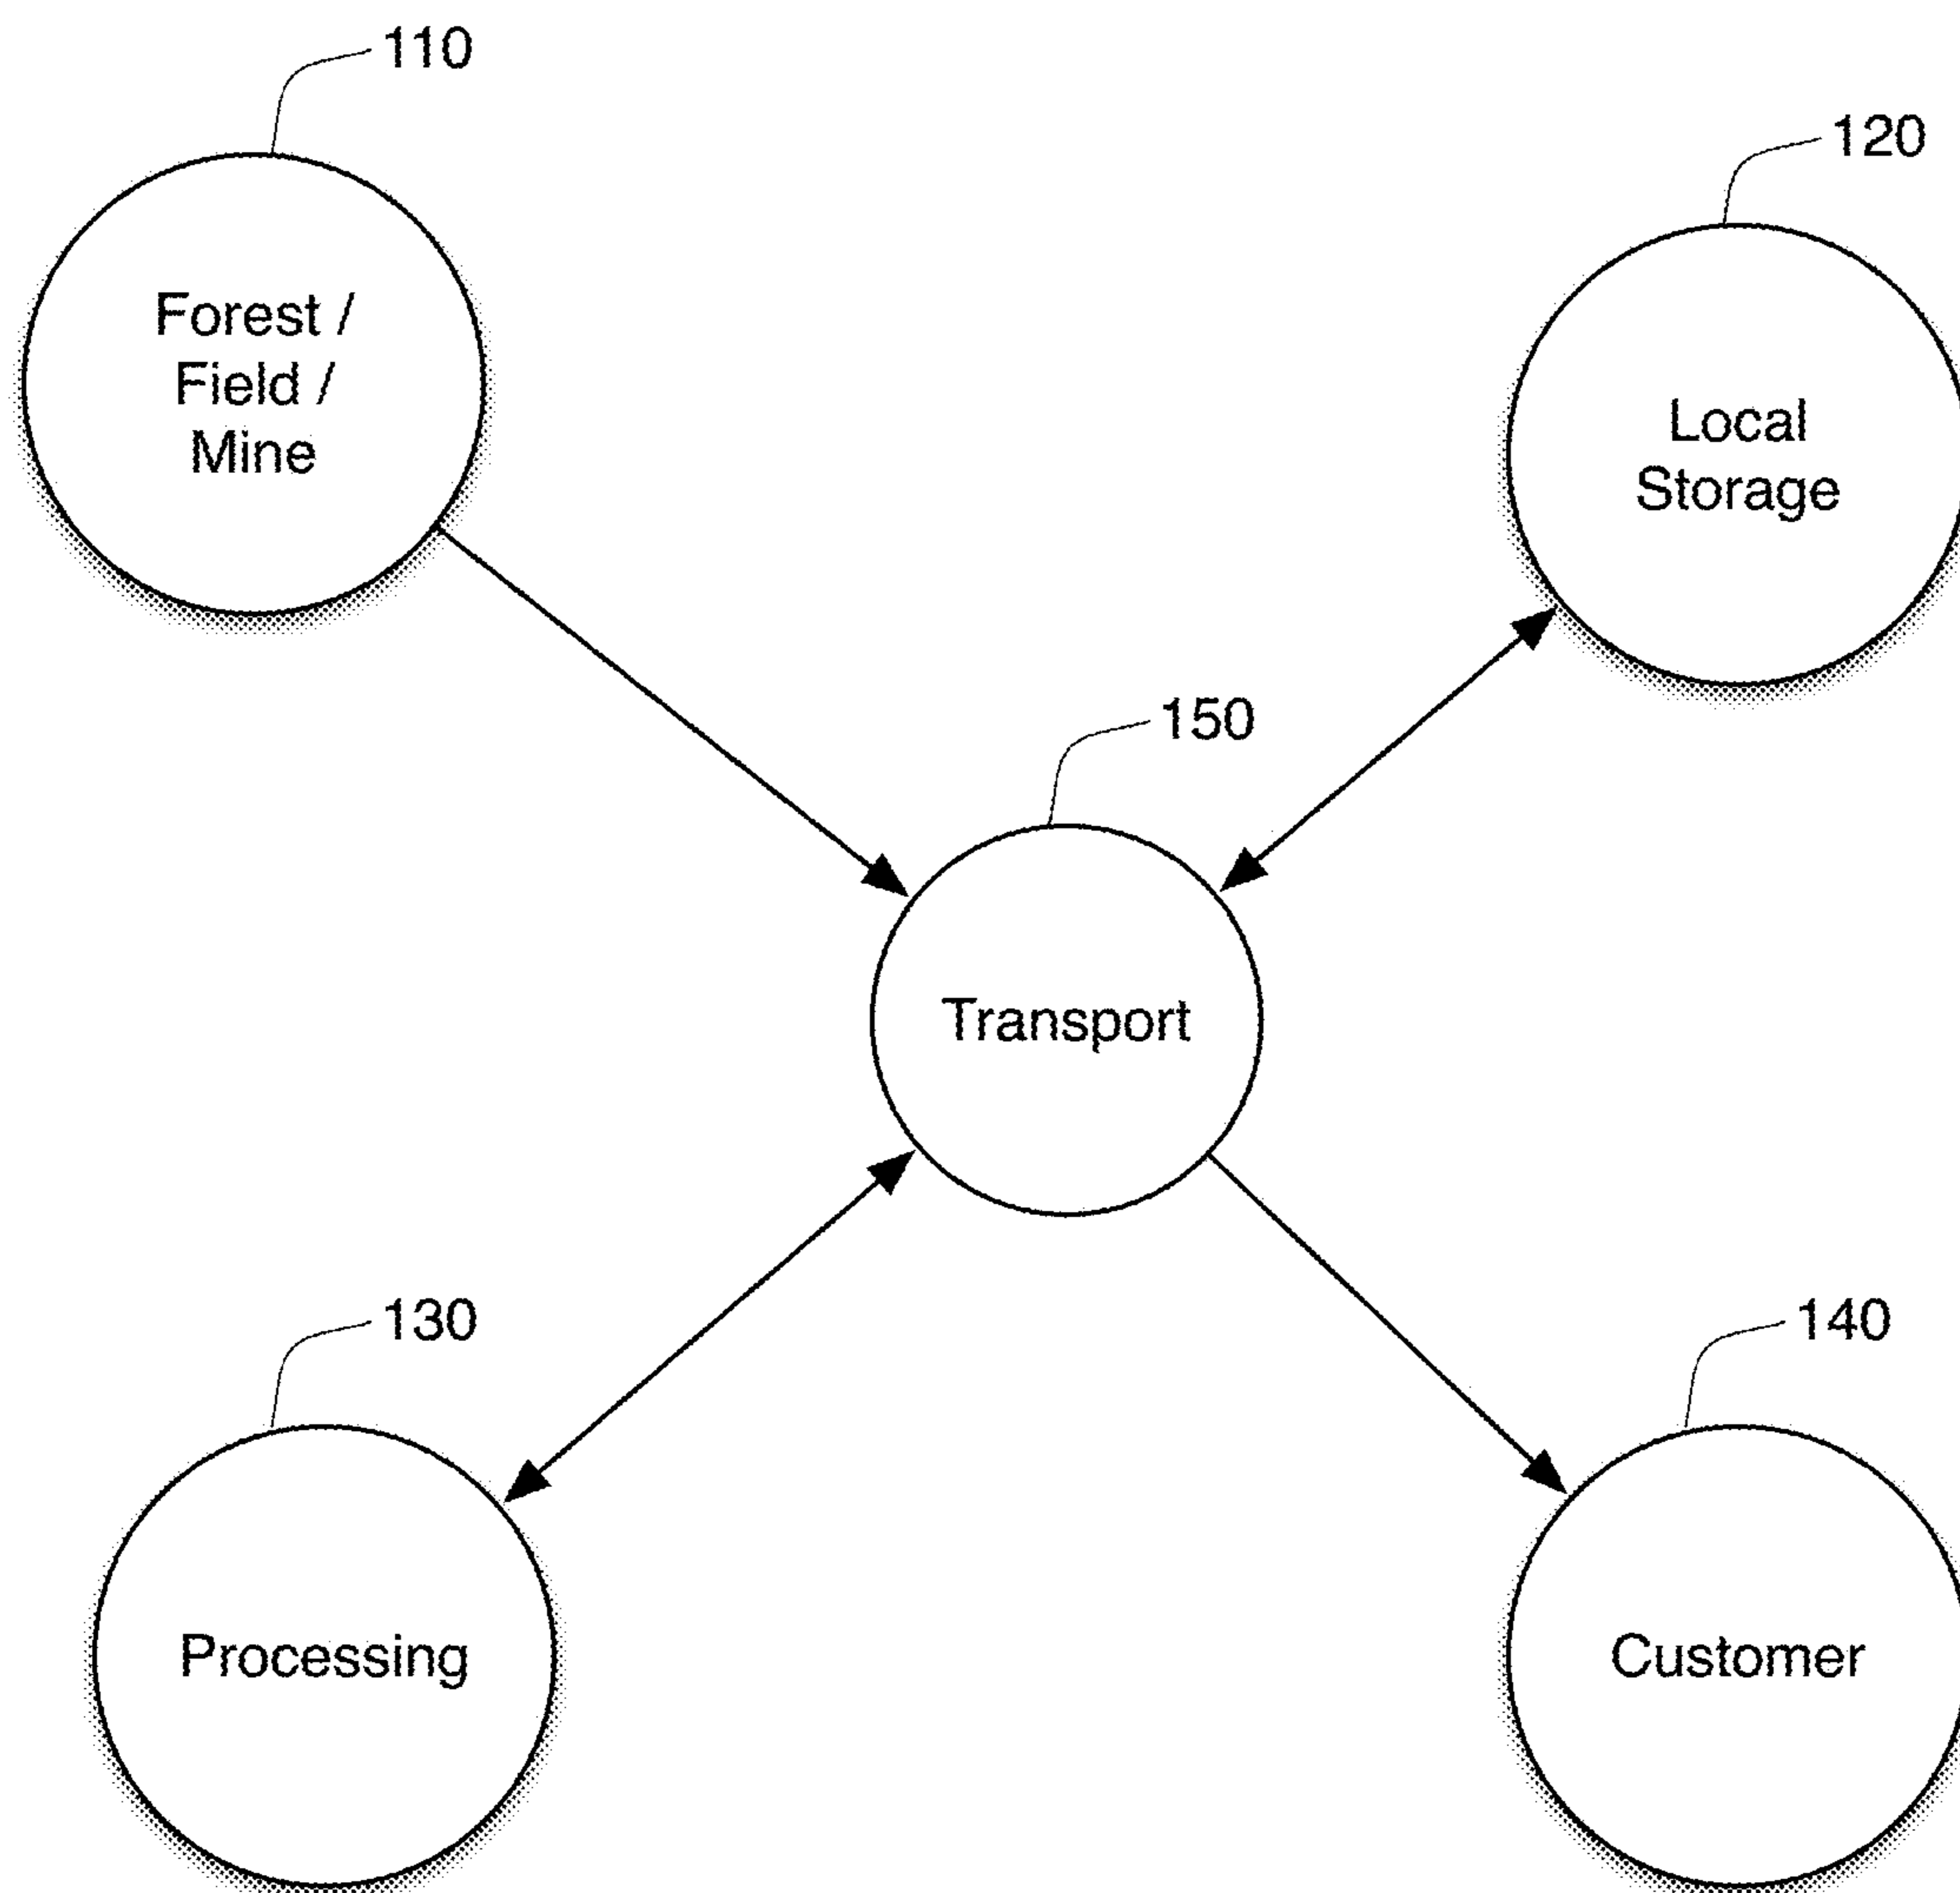 110
120
Forest /
Field /
Mine
Local
Storage
150
Transport
130
140
Processing
Customer